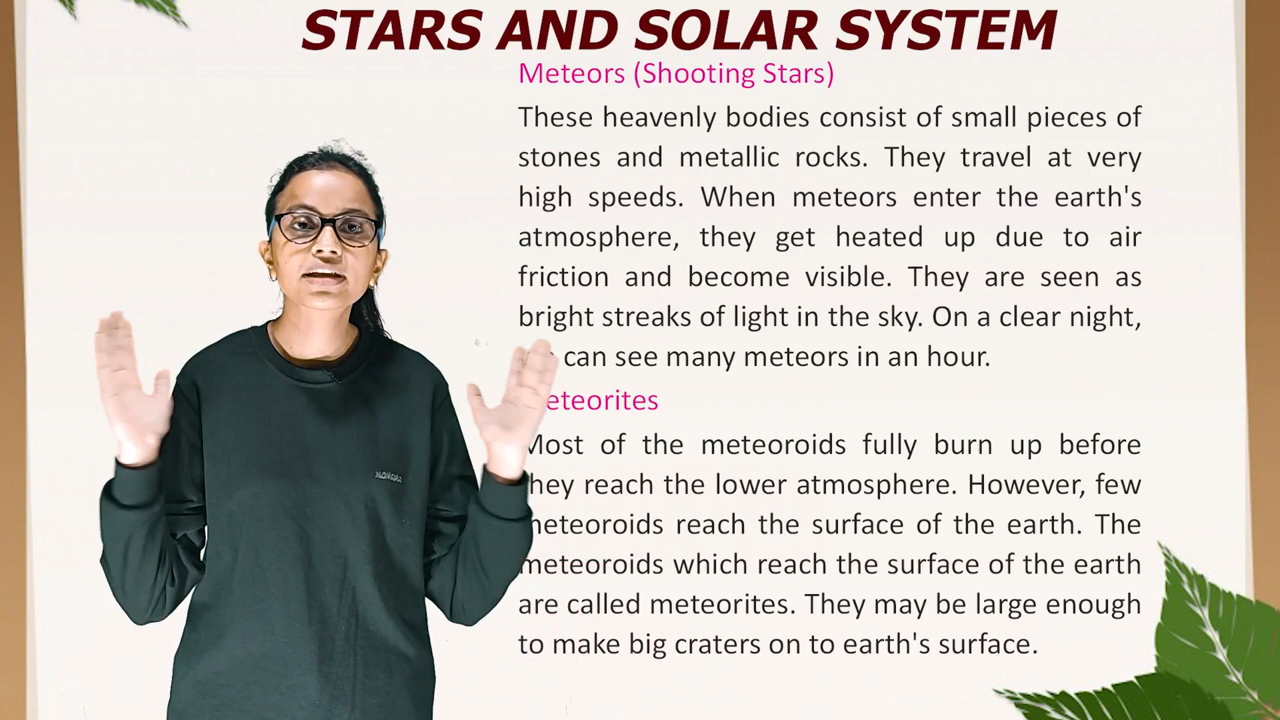 STARS AND SOLAR SYSTEM
Meteors (Shooting Stars)
These heavenly bodies consist of small pieces of
stones and metallic rocks. They travel at very
high speeds. When meteors enter the earth's
atmosphere, they get heated up due to air
friction and become visible. They are seen as
bright streaks of light in the sky. On a clear night,
can see many meteors in an hour.
eteorites
Most of the meteoroids fully burn up before
they reach the lower atmosphere. However, few
meteoroids reach the surface of the earth. The
meteoroids which reach the surface of the earth
are called meteorites. They may be large enough
to make big craters on to earth's surface.